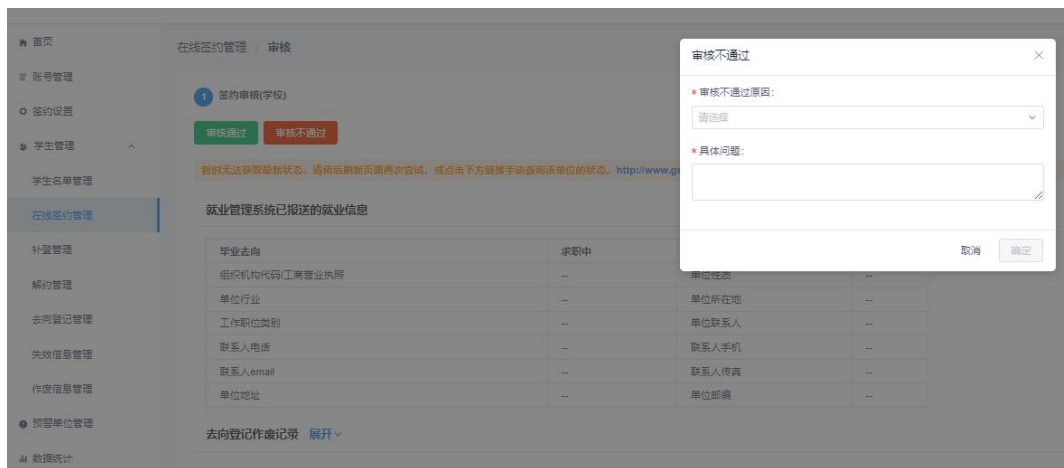 首页
账号管理
签约设置
学生管理
学生名单管理
在线签约管理
补登管理
解约管理
去向登记管理
失效信息管理
作废信息管理
预警单位管理
数据统计
在线签约管理 / 审核
1 签约审核(学校)
审核通过 审核不通过
暂时无法获取最新状态,请稍后刷新页面再次尝试,或点击下方链接手动查询该单位的状态。http://www.gs
就业管理系统已报送的就业信息
毕业去向 求职中
组织机构代码/工商营业执照 -- 单位性质 --
单位行业 -- 单位所在地 --
工作职位类别 -- 单位联系人 --
联系人电话 -- 联系人手机 --
联系人email -- 联系人传真 --
单位地址 -- 单位邮编 --
去向登记作废记录 展开
审核不通过
* 审核不通过原因:
请选择
* 具体问题:
取消 确定